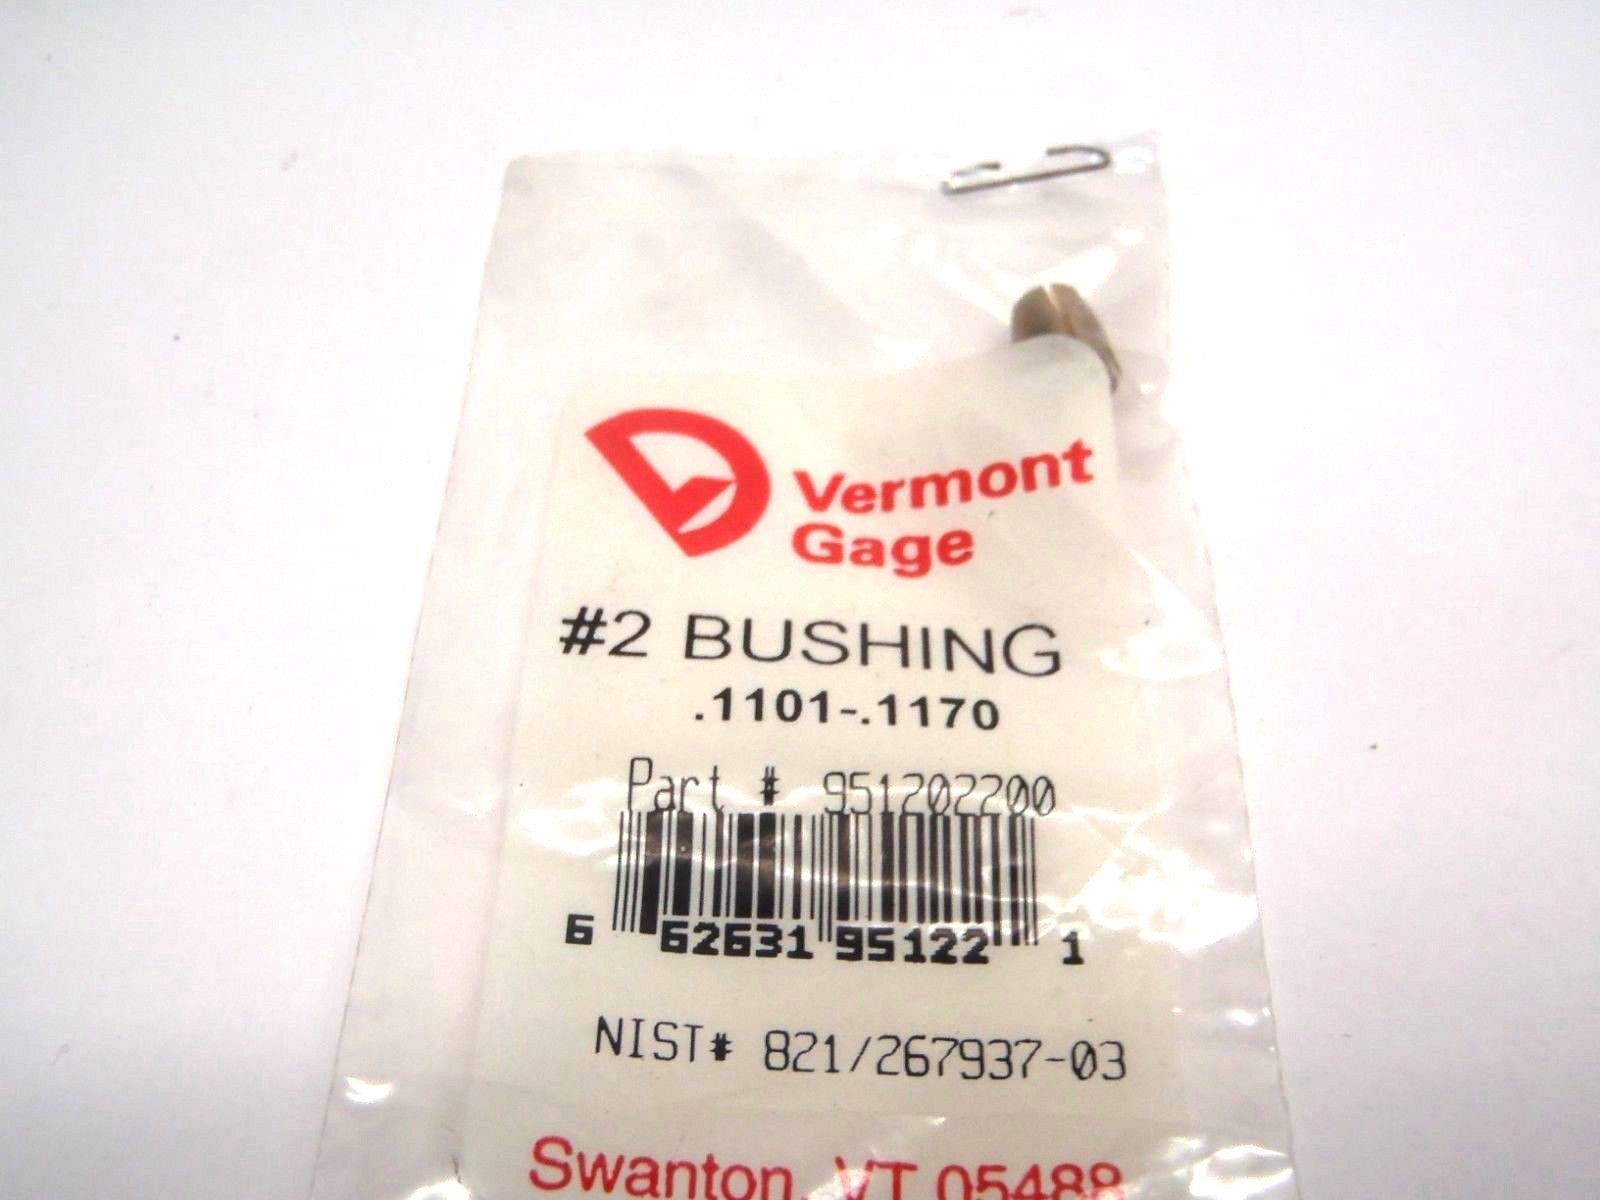 Vermont
Gage
#2 BUSHING
.1101-.1170
Part # 951202200
6 62631 95122 1
NIST# 821/267937-03
Swanton, VT 05488